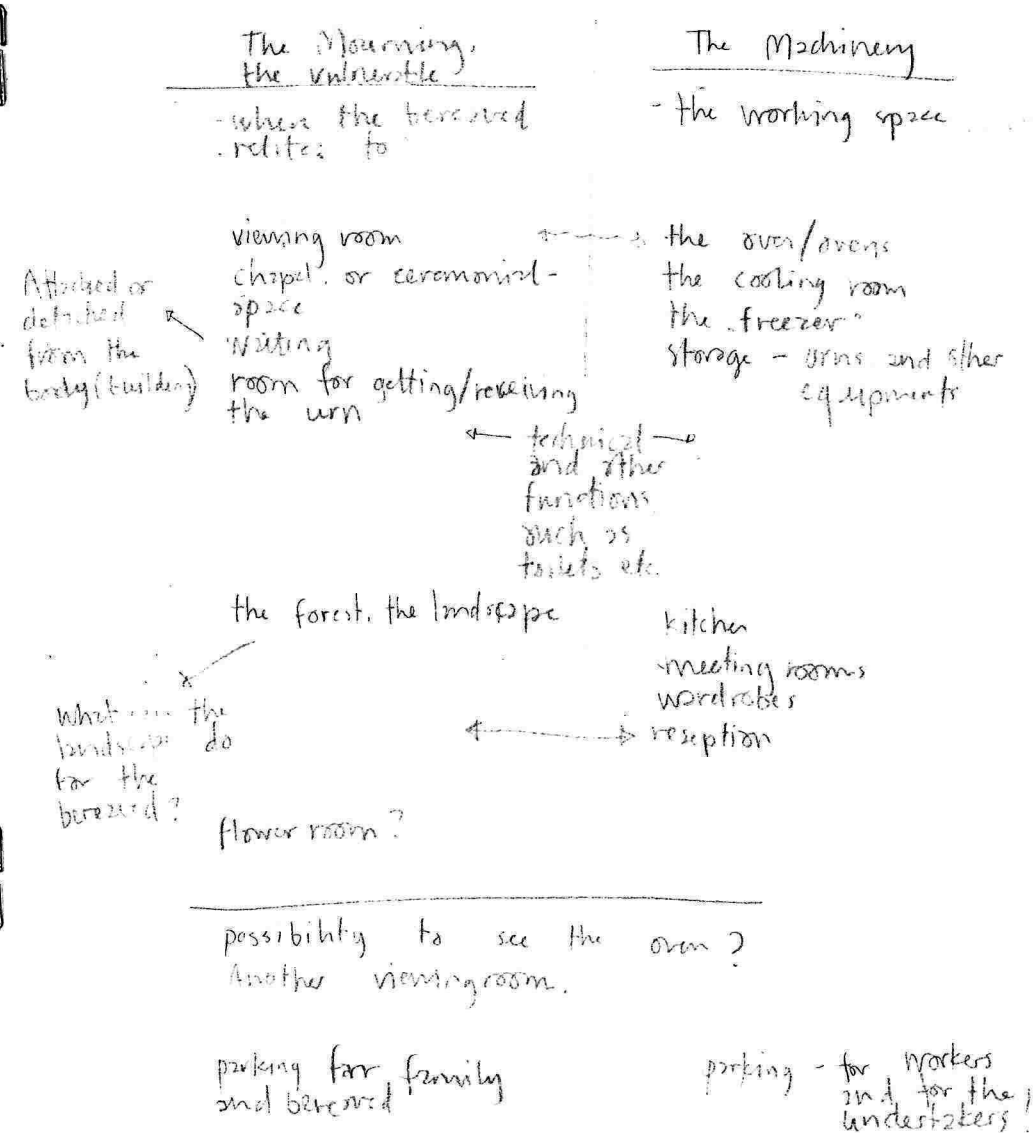 The Mourning,
the vulnerable
- where the bereaved
relates to
viewing room
chapel or ceremonial-
space
waiting
room for getting/receiving
the urn
Attached or
detached
from the
body (building)
The Machinery
- the working space
the oven/ovens
the cooling room
the "freezer"
storage - urns and other
equipments
technical
and other
functions
such as
toilets etc.
the forest, the landscape
What the
landscape do
for the
bereaved?
kitchen
meeting rooms
wardrobes
reseption
flower room?
possibility to see the oven?
Another viewingroom.
parking for family
and bereaved
parking - for workers
and for the
undertakers!